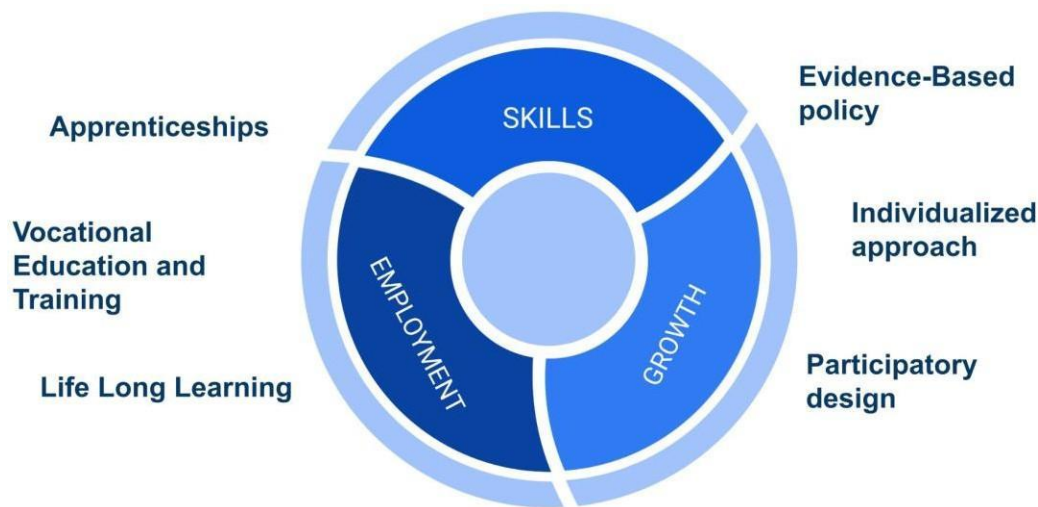 Apprenticeships
Vocational
Education and
Training
Life Long Learning
SKILLS
EMPLOYMENT
GROWTH
Evidence-Based
policy
Individualized
approach
Participatory
design